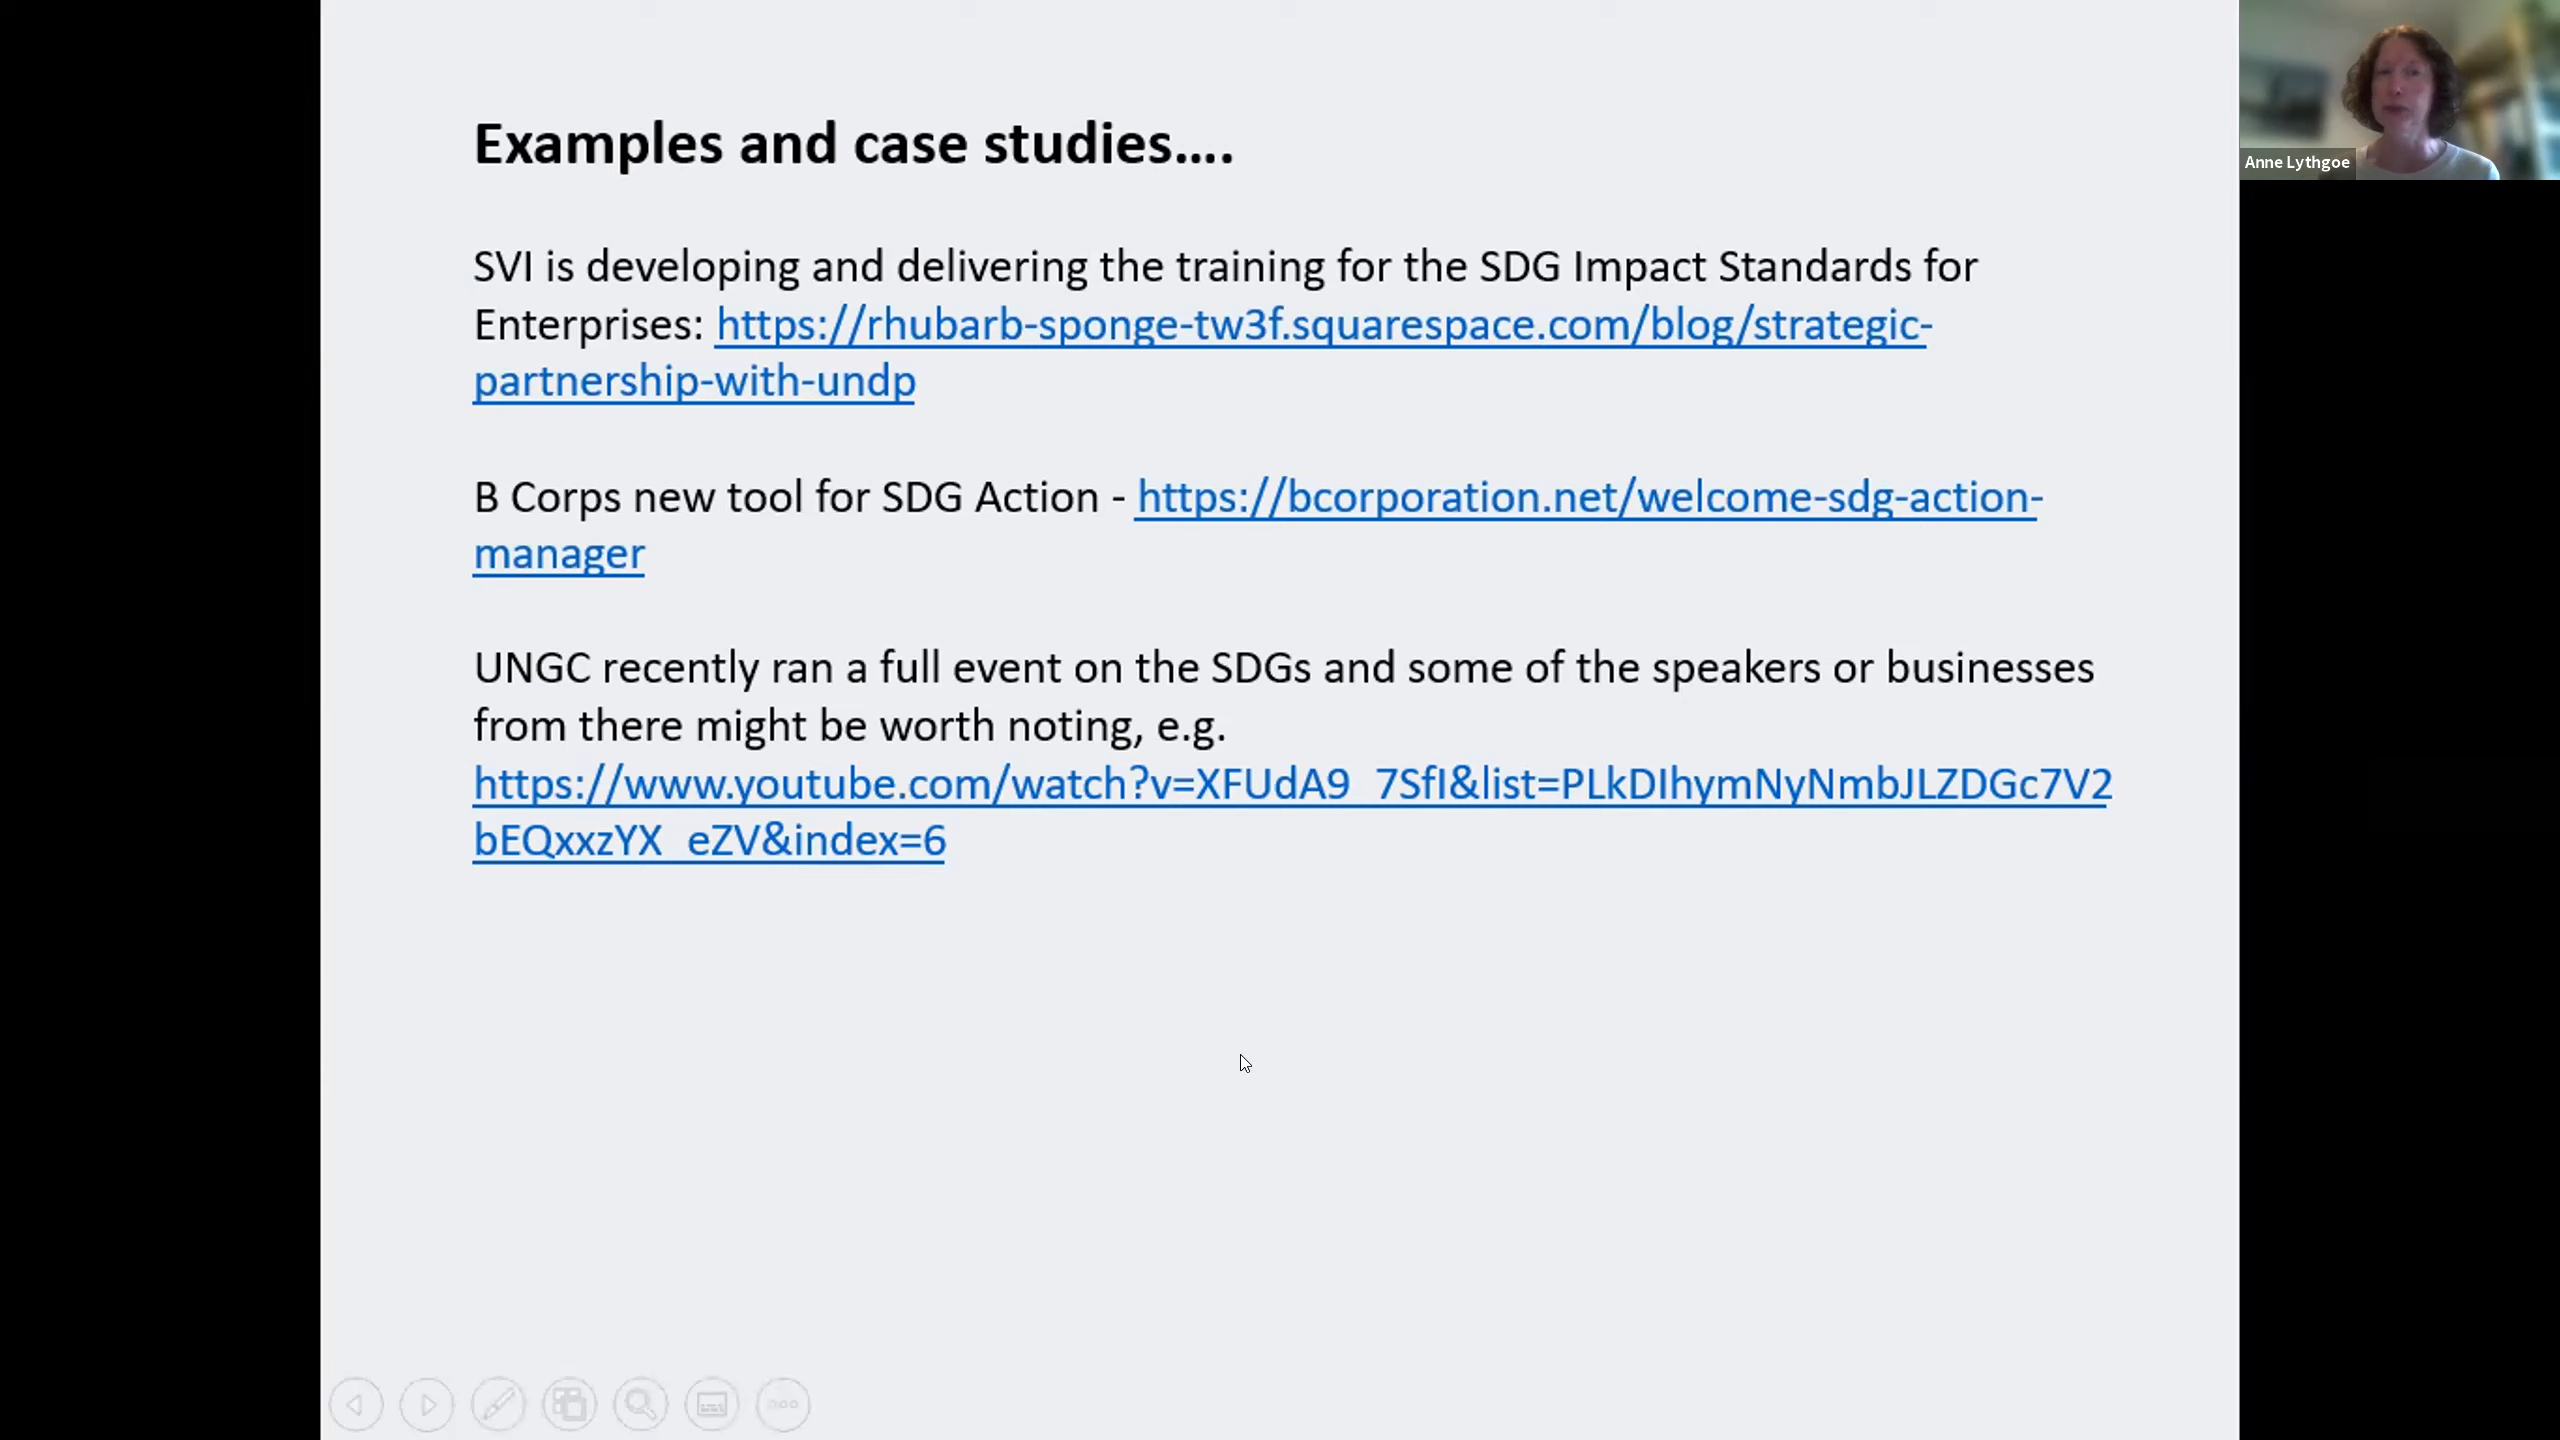 Examples and case studies....
SVI is developing and delivering the training for the SDG Impact Standards for
Enterprises: https://rhubarb-sponge-tw3f.squarespace.com/blog/strategic-
partnership-with-undp
B Corps new tool for SDG Action - https://bcorporation.net/welcome-sdg-action-
manager
UNGC recently ran a full event on the SDGs and some of the speakers or businesses
from there might be worth noting, e.g.
https://www.youtube.com/watch?v=XFUdA9_7SfI&list=PLkDIhymNyNmbJLZDGc7V2
bEQxxzYX_eZV&index=6
Anne Lythgoe